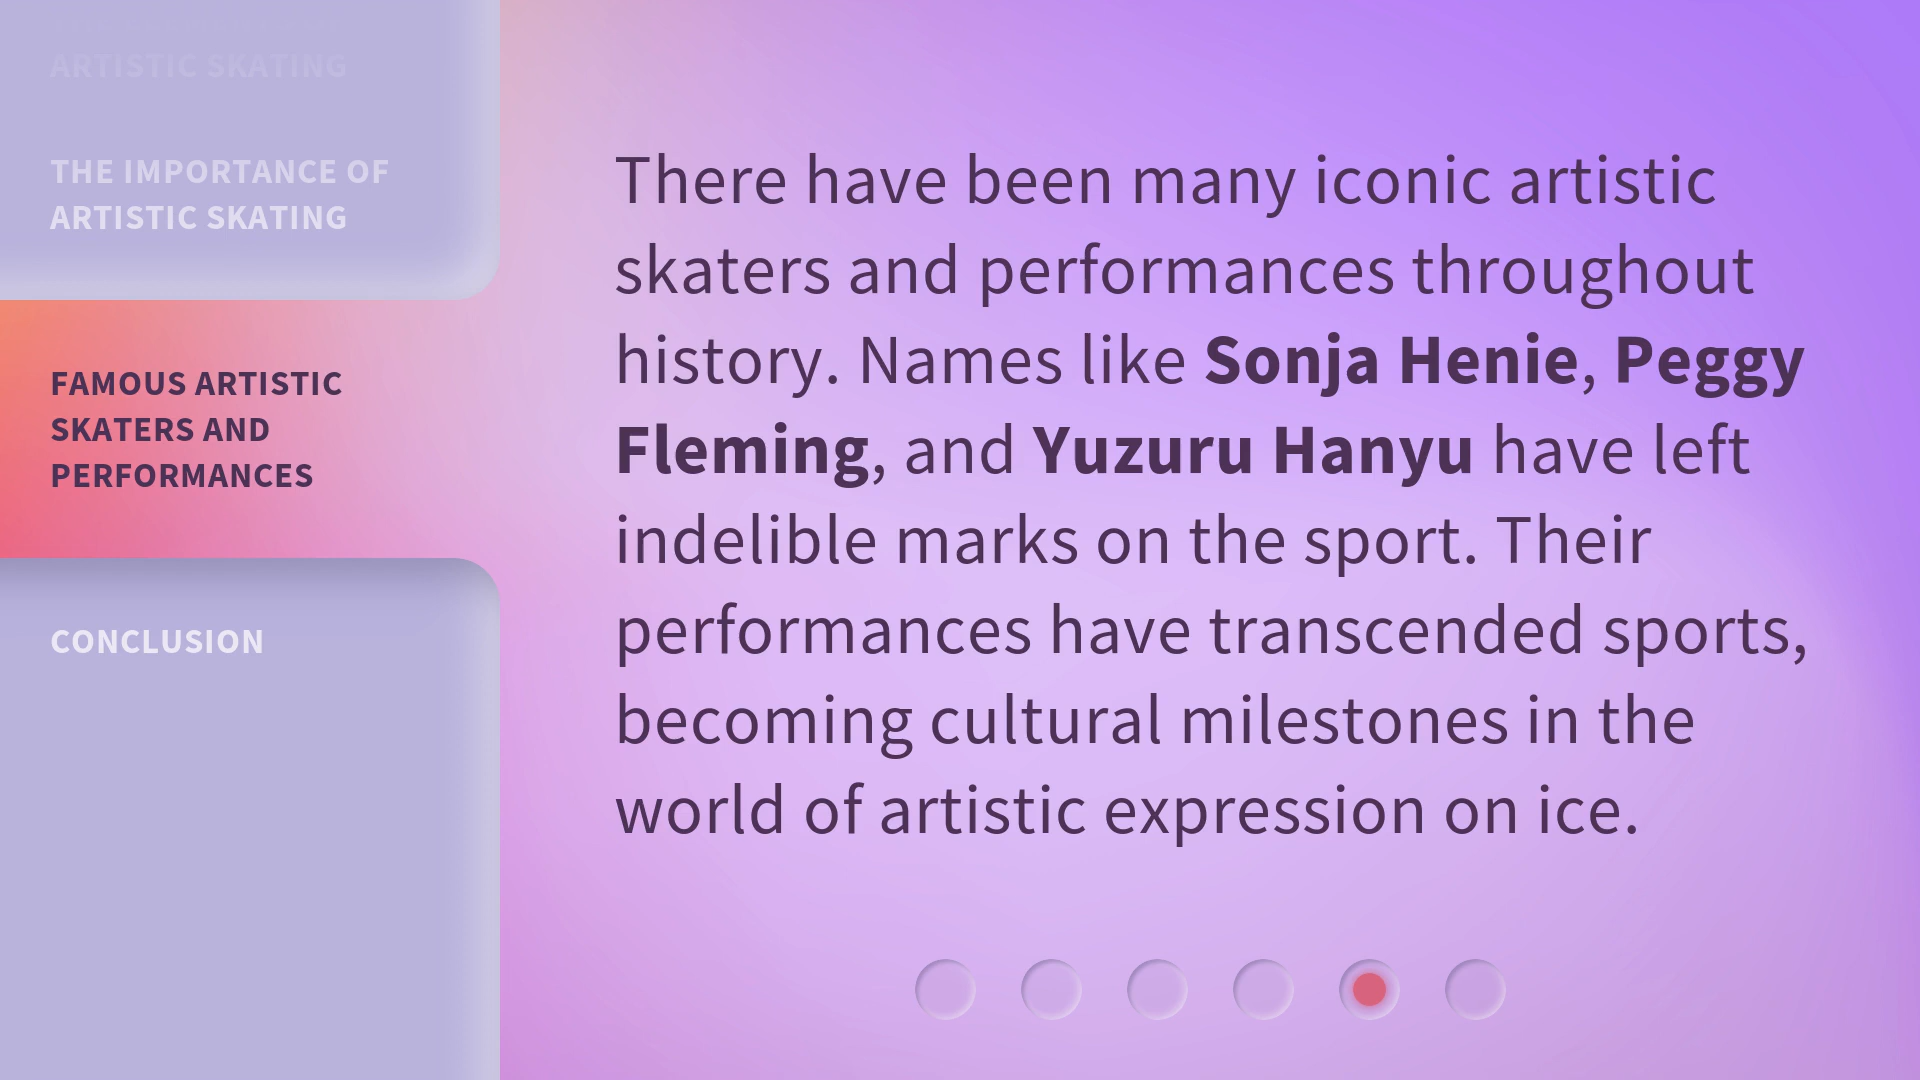 ARTISTIC SKATING
THE IMPORTANCE OF
ARTISTIC SKATING
FAMOUS ARTISTIC
SKATERS AND
PERFORMANCES
CONCLUSION
There have been many iconic artistic
skaters and performances throughout
history. Names like Sonja Henie, Peggy
Fleming, and Yuzuru Hanyu have left
indelible marks on the sport. Their
performances have transcended sports,
becoming cultural milestones in the
world of artistic expression on ice.